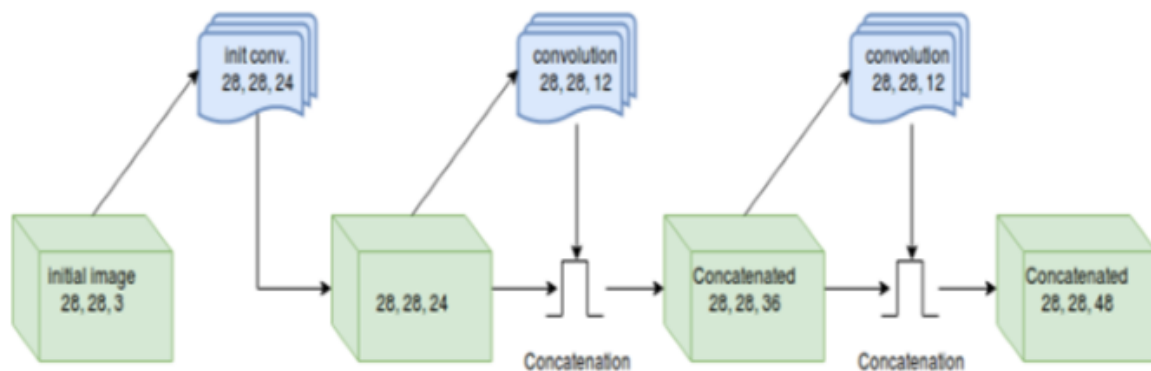 init conv.
28, 28, 24
convolution
28, 28, 12
convolution
28, 28, 12
initial image
28, 28, 3
28, 28, 24
Concatenated
28, 28, 36
Concatenated
28, 28, 48
Concatenation
Concatenation